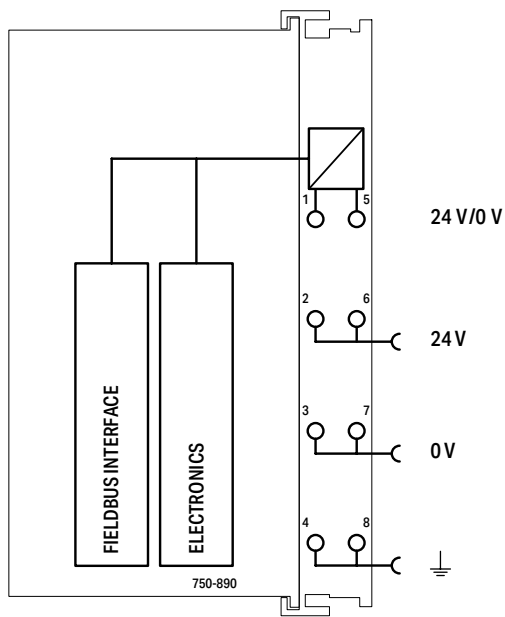 1 5
24 V/0 V
2 6
24 V
3 7
0 V
4 8
FIELDBUS INTERFACE
ELECTRONICS
750-890